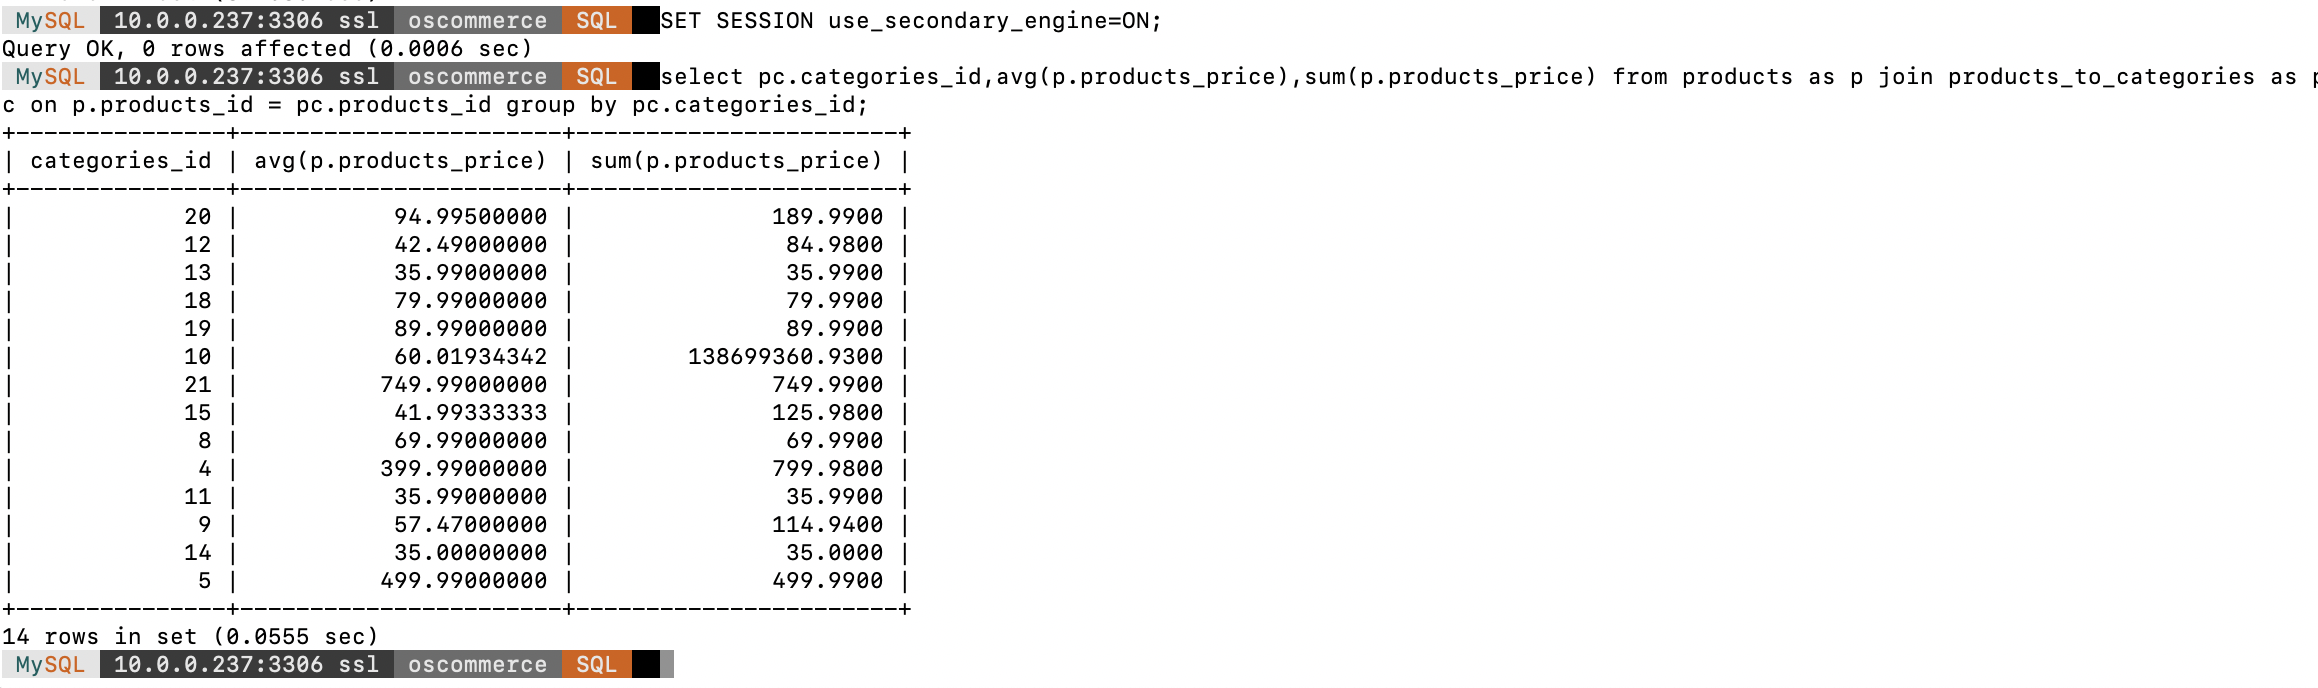 MySQL 10.0.0.237:3306 ssl oscommerce SQL SET SESSION use_secondary_engine=ON;
Query OK, 0 rows affected (0.0006 sec)
MySQL 10.0.0.237:3306 ssl oscommerce SQL select pc.categories_id,avg(p.products_price),sum(p.products_price) from products as p join products_to_categories as p
c on p.products_id = pc.products_id group by pc.categories_id;
+---------------+-----------------------+-----------------------+
| categories_id | avg(p.products_price) | sum(p.products_price) |
+---------------+-----------------------+-----------------------+
| 20 | 94.99500000 | 189.9900 |
| 12 | 42.49000000 | 84.9800 |
| 13 | 35.99000000 | 35.9900 |
| 18 | 79.99000000 | 79.9900 |
| 19 | 89.99000000 | 89.9900 |
| 10 | 60.01934342 | 138699360.9300 |
| 21 | 749.99000000 | 749.9900 |
| 15 | 41.99333333 | 125.9800 |
| 8 | 69.99000000 | 69.9900 |
| 4 | 399.99000000 | 799.9800 |
| 11 | 35.99000000 | 35.9900 |
| 9 | 57.47000000 | 114.9400 |
| 14 | 35.00000000 | 35.0000 |
| 5 | 499.99000000 | 499.9900 |
+---------------+-----------------------+-----------------------+
14 rows in set (0.0555 sec)
MySQL 10.0.0.237:3306 ssl oscommerce SQL